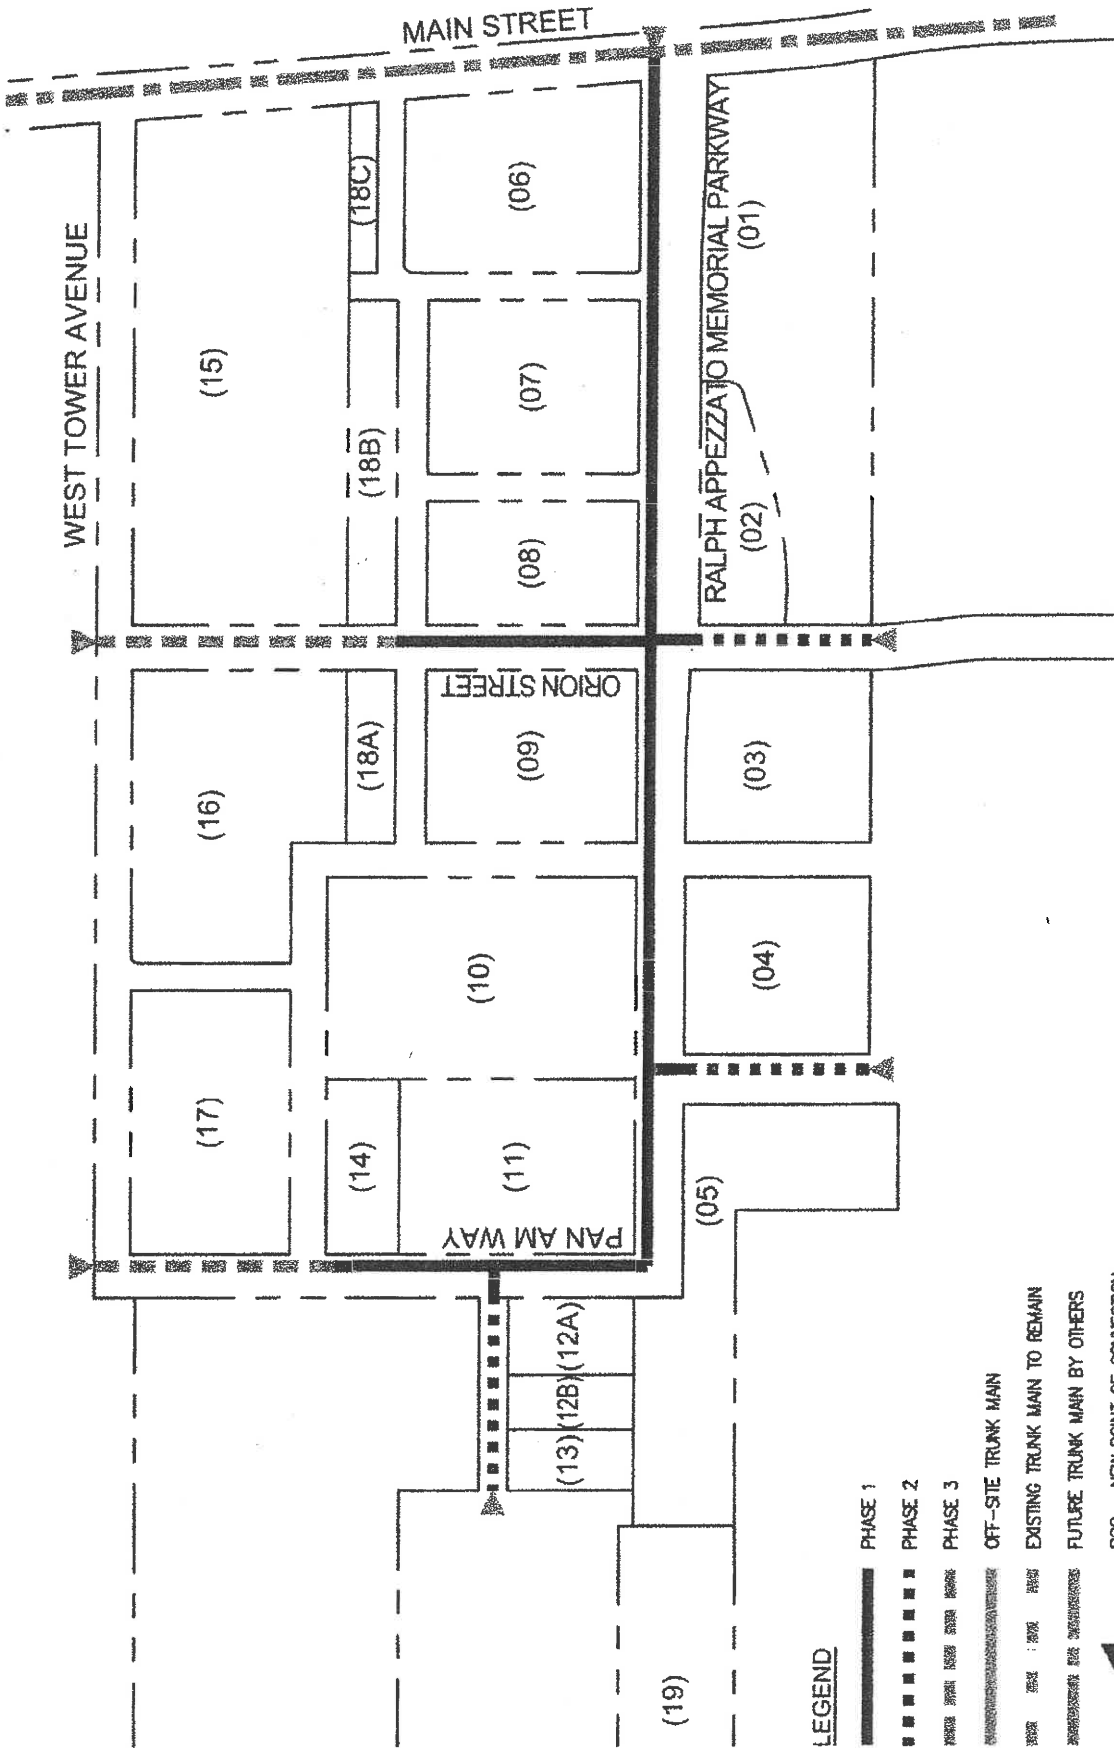 MAIN STREET
WEST TOWER AVENUE
(15)
(18C)
(06)
RALPH APPEZZATO MEMORIAL PARKWAY
(01)
(18B)
(07)
(08)
(02)
ORION STREET
(16)
(18A)
(09)
(03)
(10)
(04)
(17)
(14)
(11)
PAN AM WAY
(05)
(12A)
(12B)
(13)
(19)
LEGEND
PHASE 1
PHASE 2
PHASE 3
OFF-SITE TRUNK MAIN
EXISTING TRUNK MAIN TO REMAIN
FUTURE TRUNK MAIN BY OTHERS